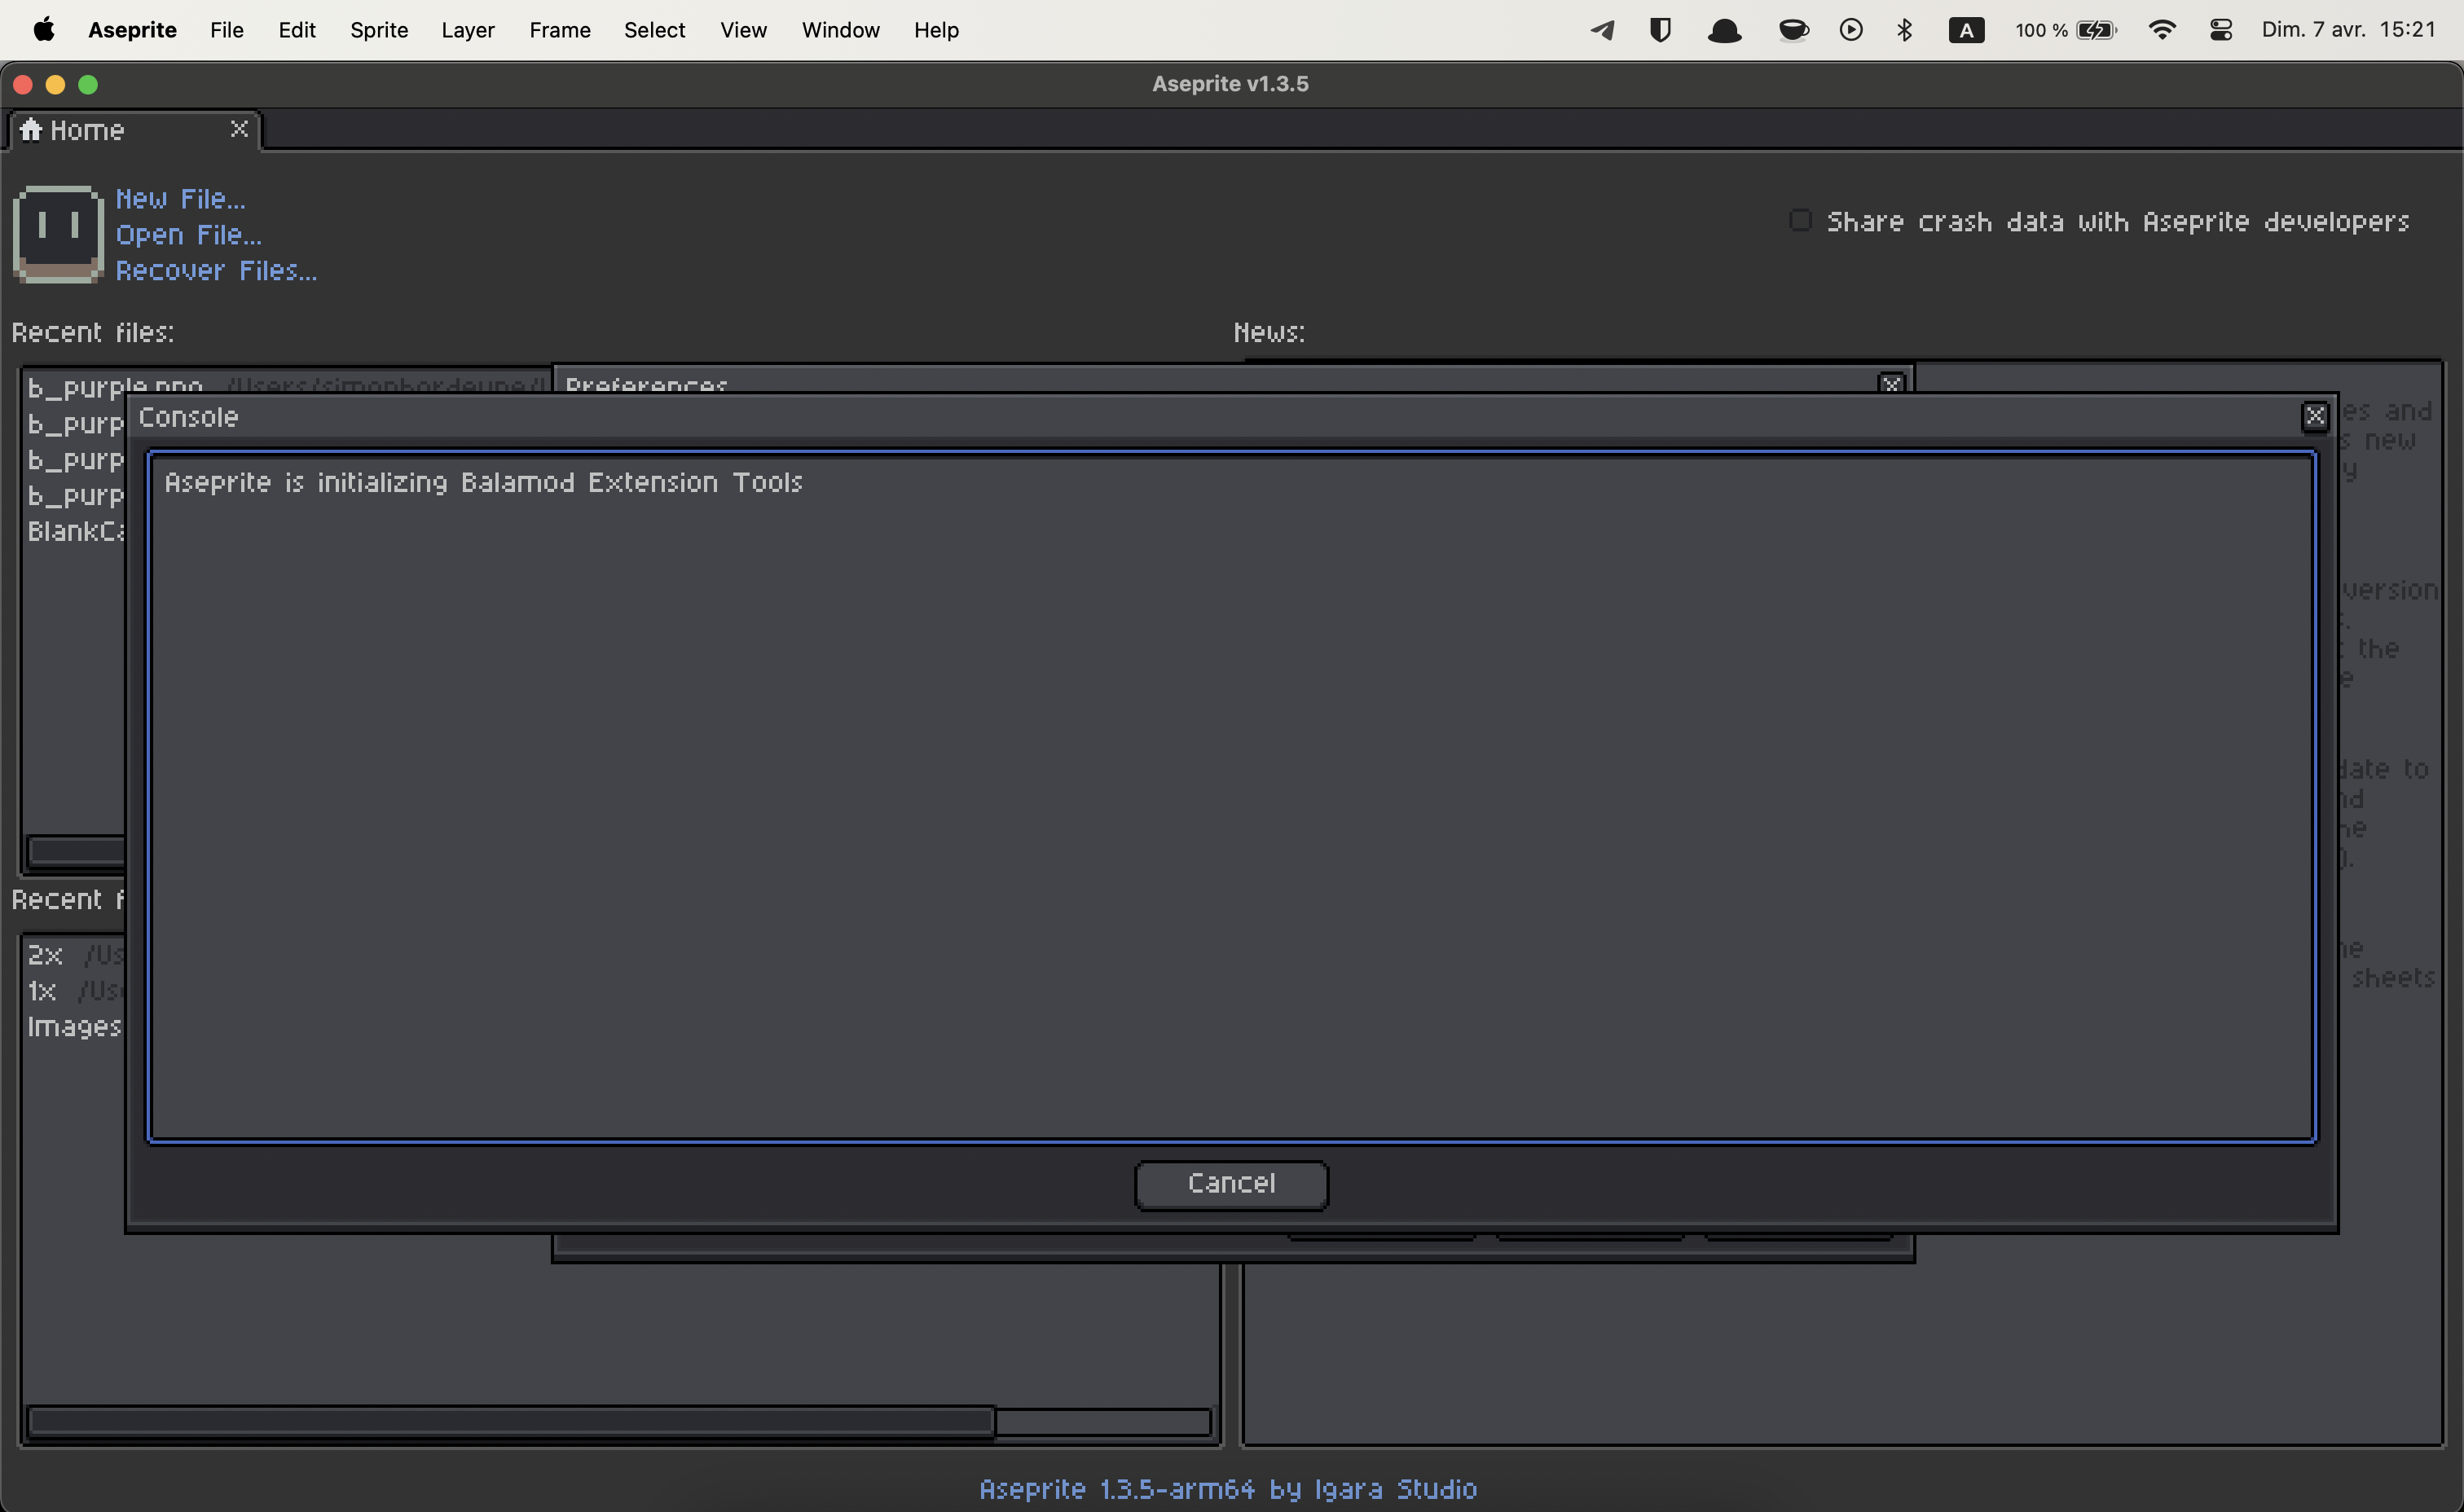 Aseprite File Edit Sprite Layer Frame Select View Window Help A 100 % Dim. 7 avr. 15:21
Aseprite v1.3.5
Home
New File...
Open File...
Recover Files...
Share crash data with Aseprite developers
Recent files:
News:
b_purple.png /Users/simonbordeyne/
Preferences
b_purp
b_purp
b_purp
BlankCa
Console
Aseprite is initializing Balamod Extension Tools
Cancel
es and
s new
y
version
the
e
date to
nd
he
).
he
sheets
Recent f
2x /Us
1x /Us
Images
Aseprite 1.3.5-arm64 by Igara Studio